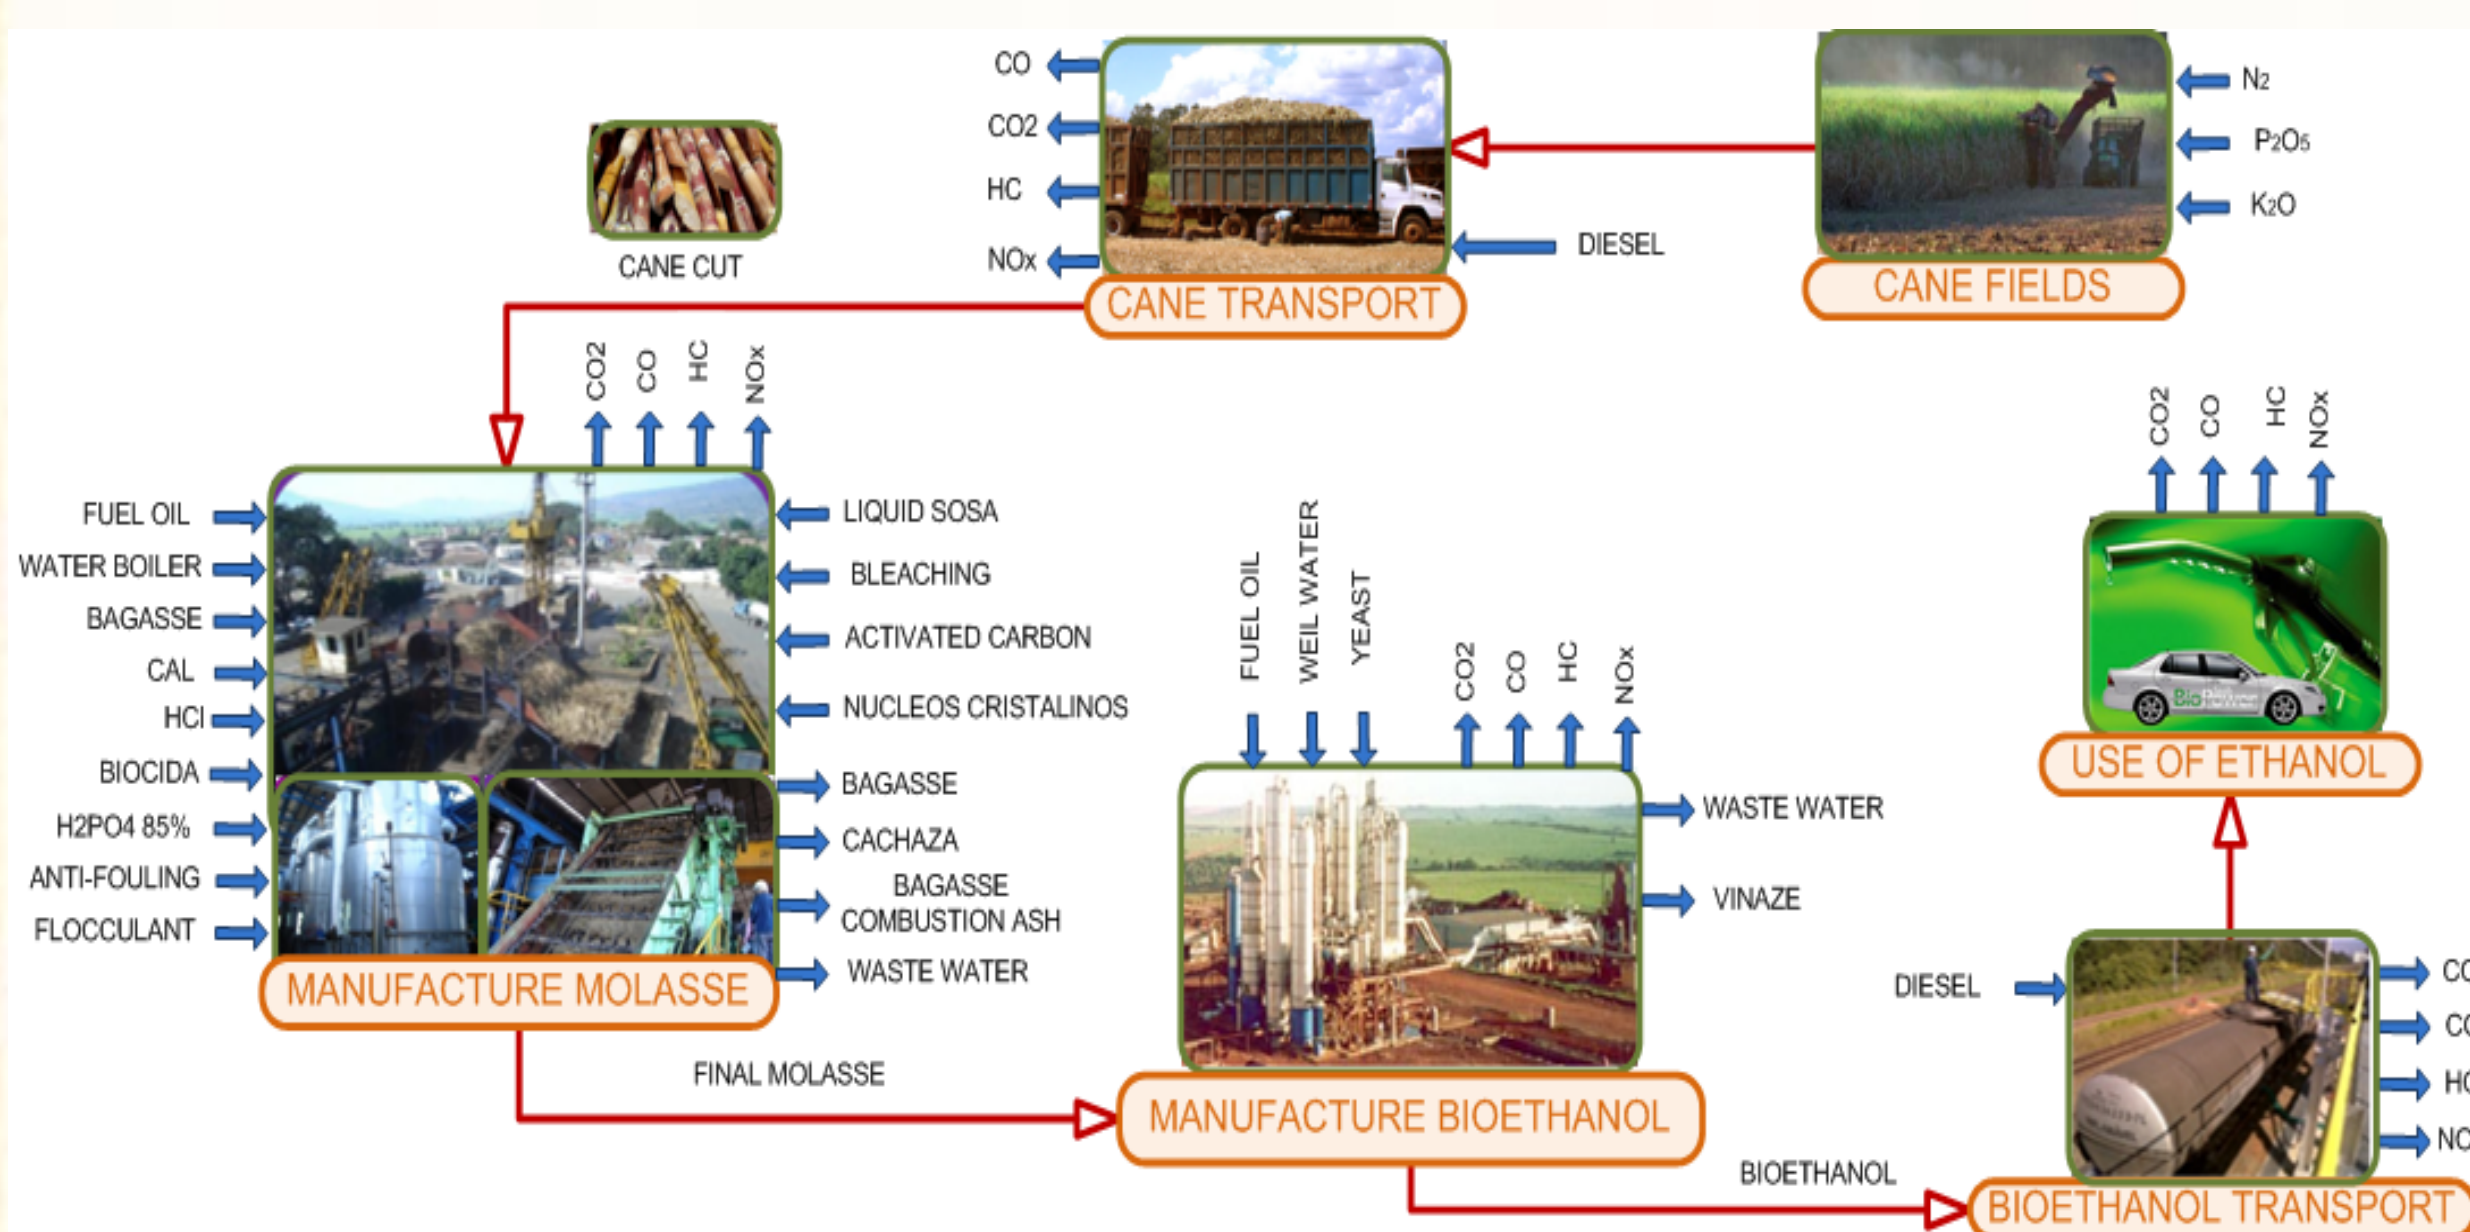 CO
CO2
HC
NOx
CANE TRANSPORT
DIESEL
N2
P2O5
K2O
CANE FIELDS
CANE CUT
CO2
CO
HC
NOx
FUEL OIL
WATER BOILER
BAGASSE
CAL
HCl
BIOCIDA
H2PO4 85%
ANTI-FOULING
FLOCCULANT
LIQUID SOSA
BLEACHING
ACTIVATED CARBON
NUCLEOS CRISTALINOS
BAGASSE
CACHAZA
BAGASSE
COMBUSTION ASH
WASTE WATER
MANUFACTURE MOLASSE
FINAL MOLASSE
FUEL OIL
WEIL WATER
YEAST
CO2
CO
HC
NOx
WASTE WATER
VINAZE
MANUFACTURE BIOETHANOL
BIOETHANOL
CO2
CO
HC
NOx
Bio
USE OF ETHANOL
DIESEL
BIOETHANOL TRANSPORT